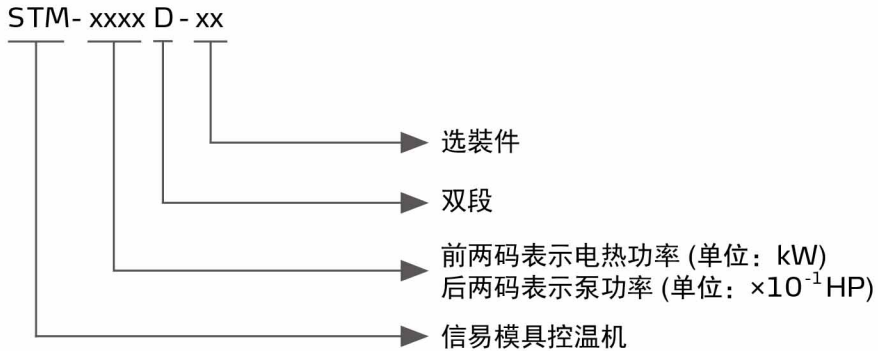 STM- xxxx D - xx
选装件
双段
前两码表示电热功率 (单位：kW)
后两码表示泵功率 (单位：×10⁻¹HP)
信易模具控温机